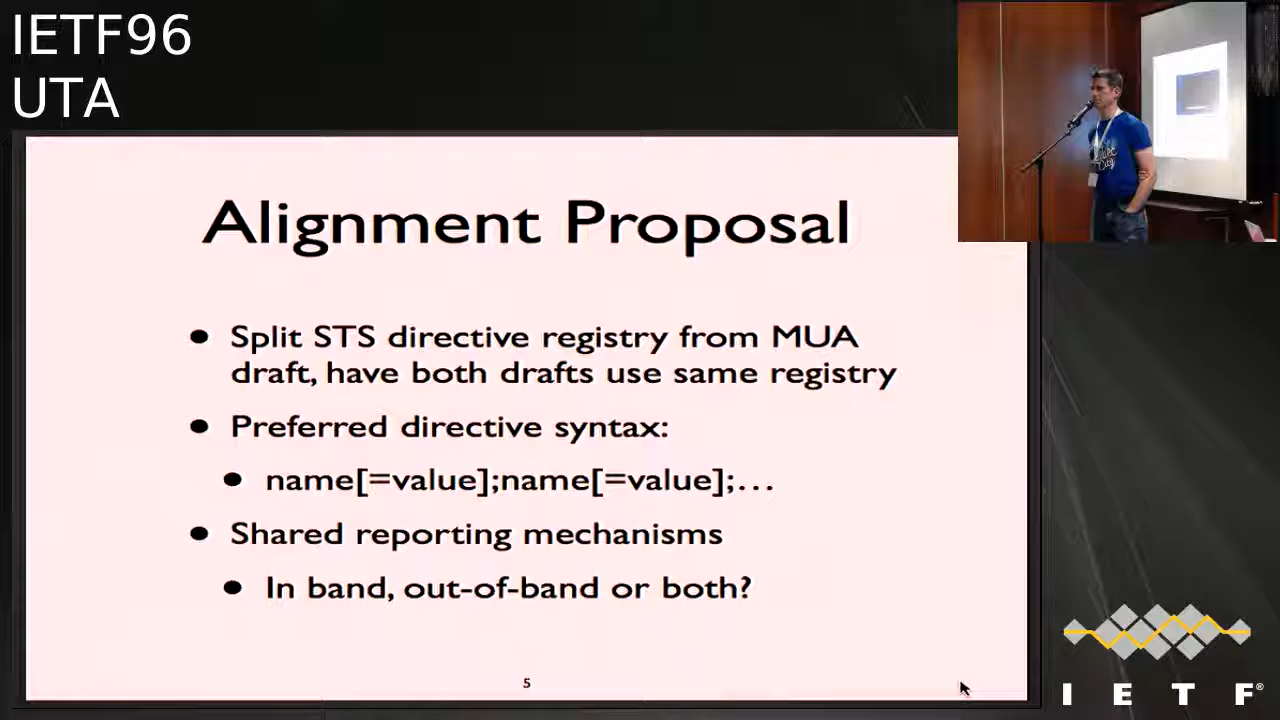 IETF96
UTA
Alignment Proposal
• Split STS directive registry from MUA
draft, have both drafts use same registry
• Preferred directive syntax:
• name[=value];name[=value];…
• Shared reporting mechanisms
• In band, out-of-band or both?
5
I E T F®